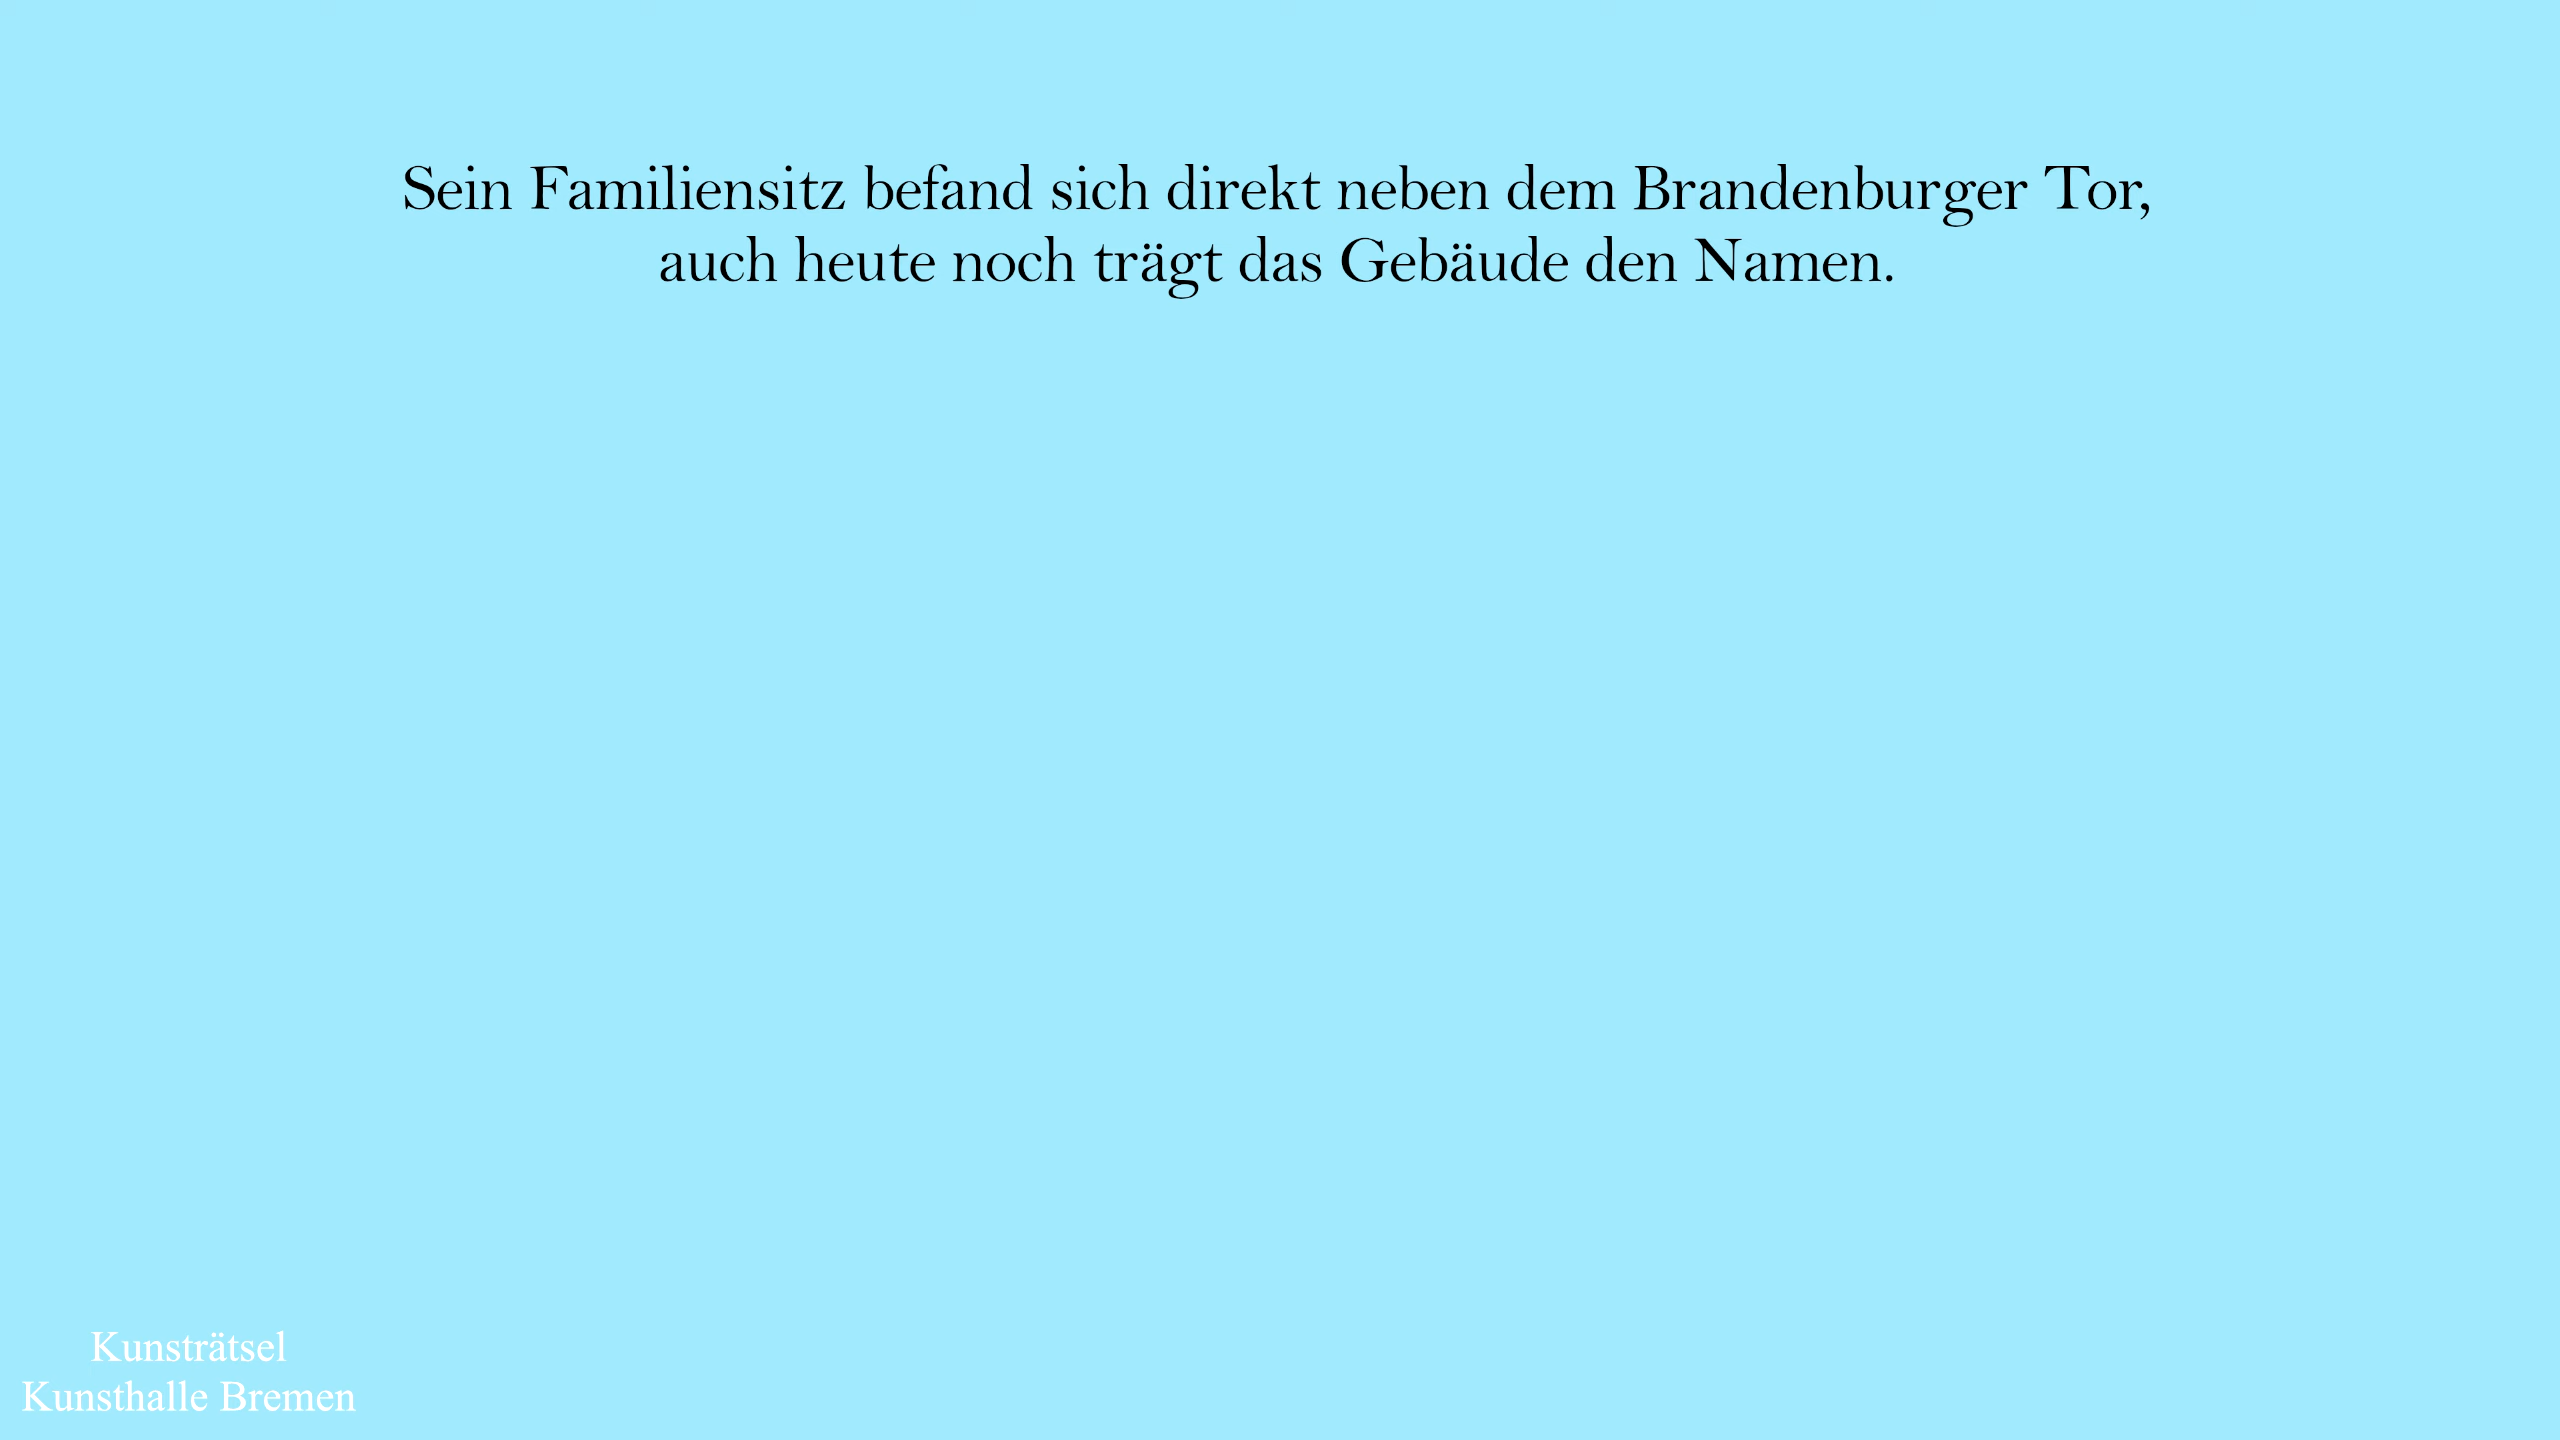 Sein Familiensitz befand sich direkt neben dem Brandenburger Tor,
auch heute noch trägt das Gebäude den Namen.
Kunsträtsel
Kunsthalle Bremen